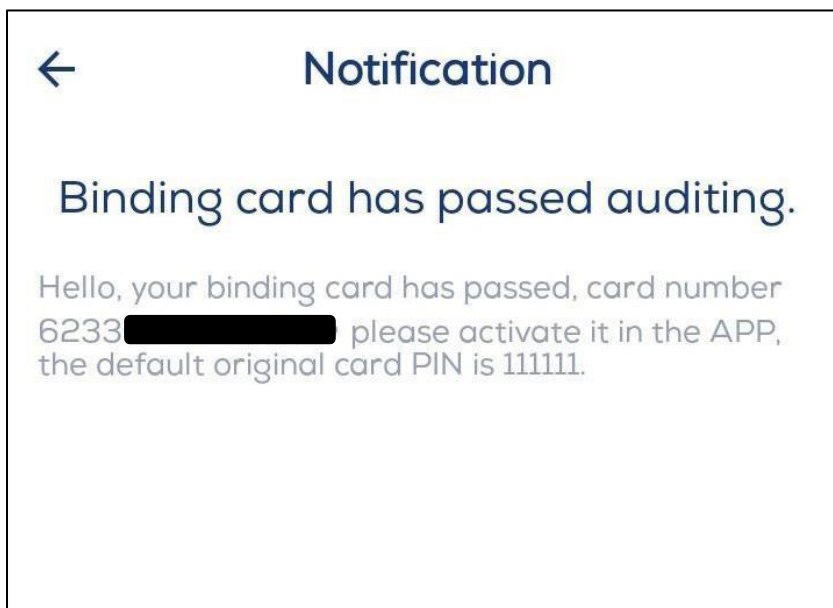 Notification
Binding card has passed auditing.
Hello, your binding card has passed, card number
6233 please activate it in the APP,
the default original card PIN is 111111.